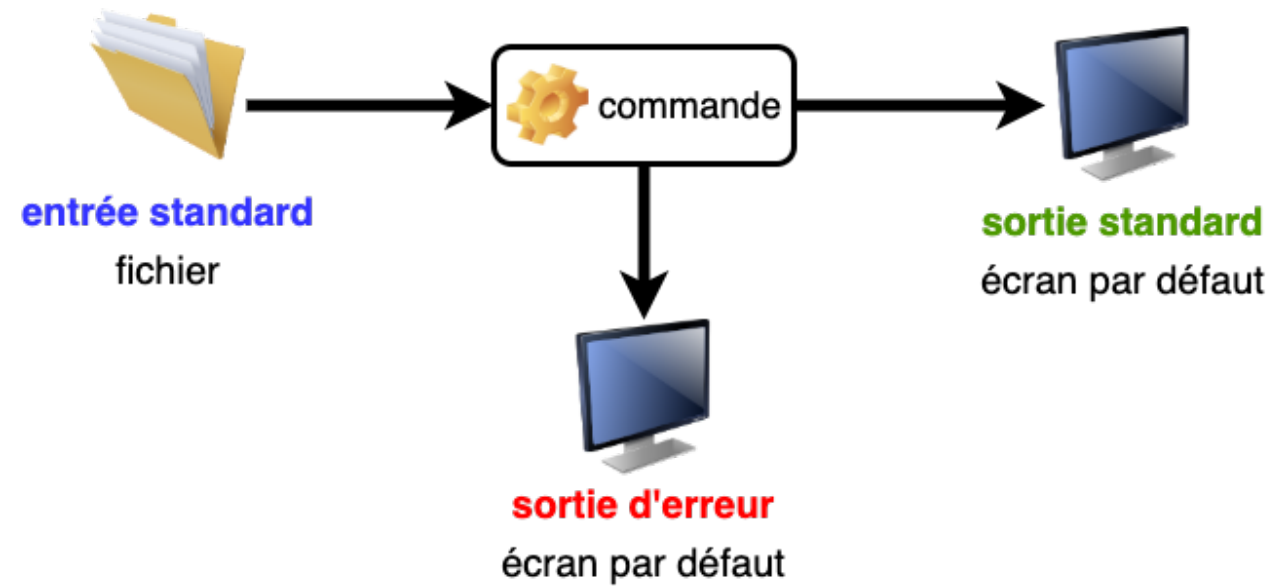 commande
entrée standard
fichier
sortie standard
écran par défaut
sortie d'erreur
écran par défaut